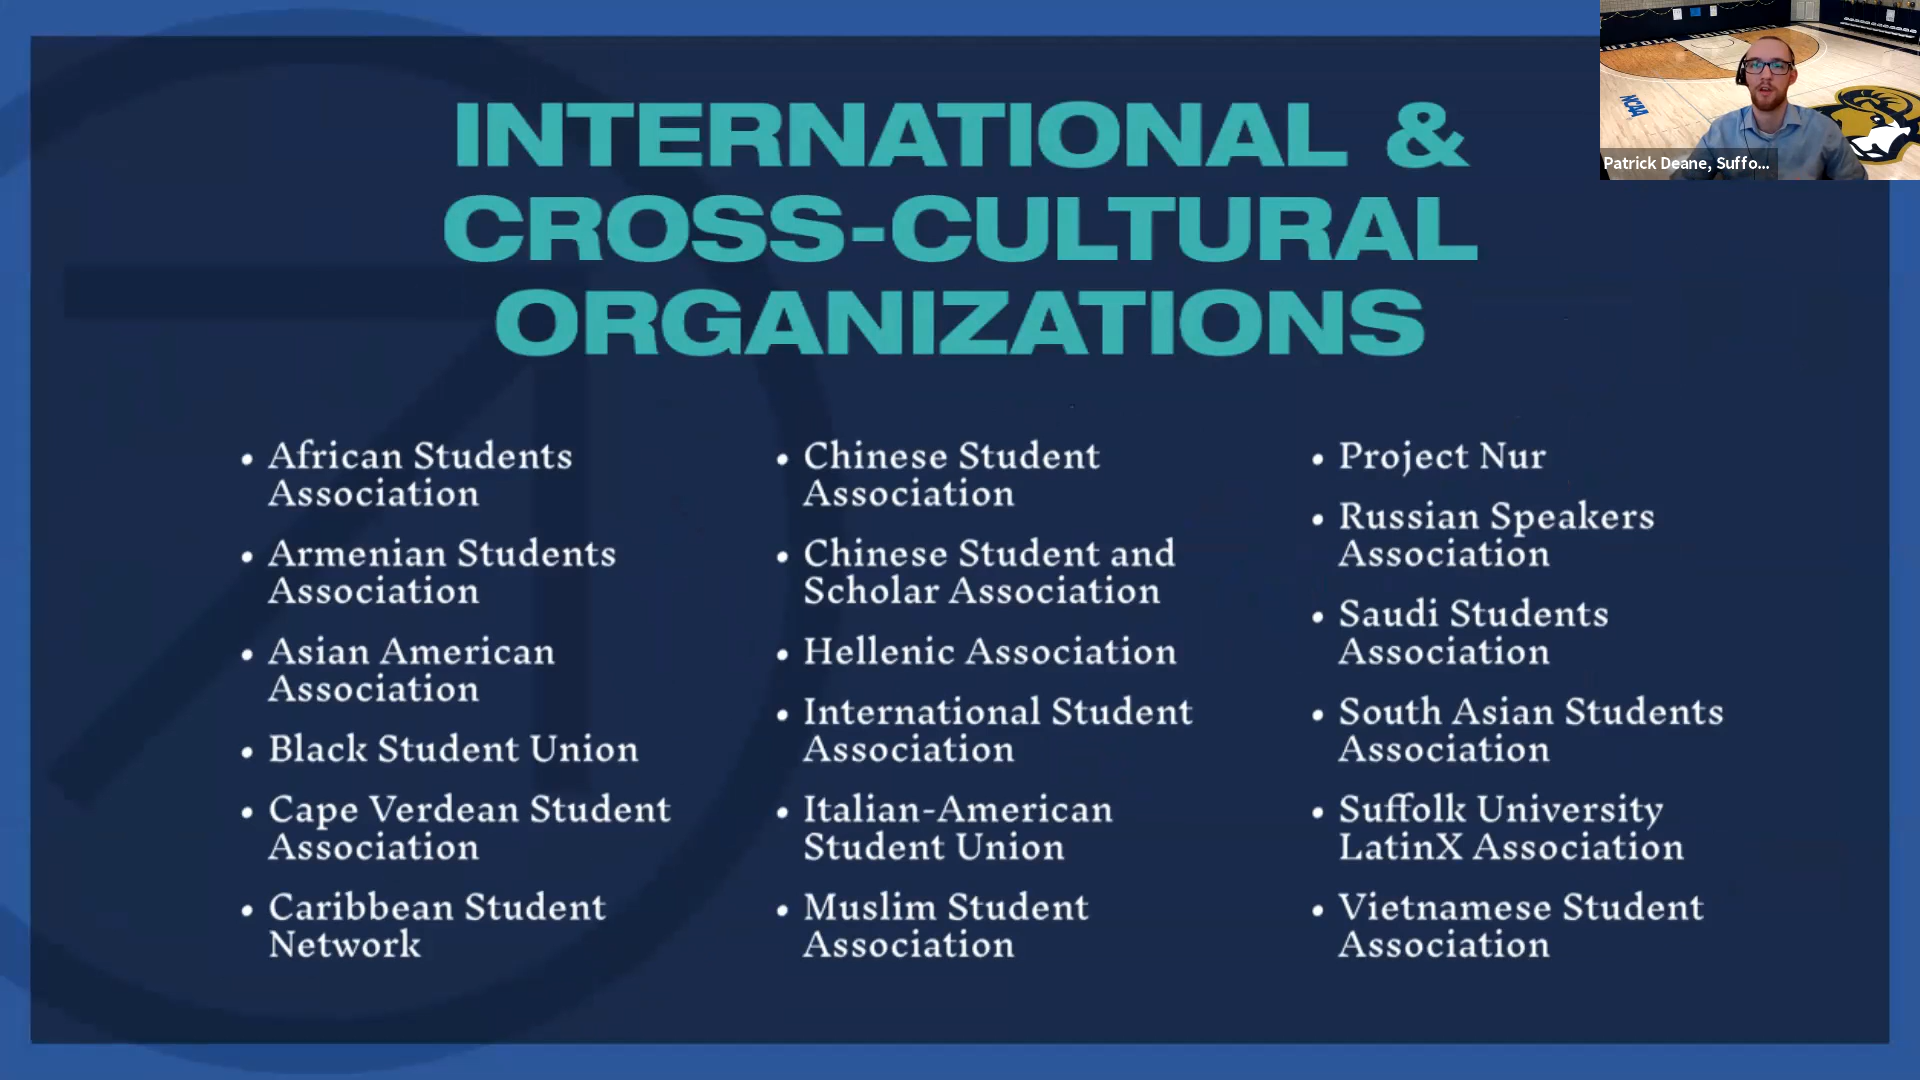 INTERNATIONAL &
CROSS-CULTURAL
ORGANIZATIONS
• African Students
Association
• Armenian Students
Association
• Asian American
Association
• Black Student Union
• Cape Verdean Student
Association
• Caribbean Student
Network
• Chinese Student
Association
• Chinese Student and
Scholar Association
• Hellenic Association
• International Student
Association
• Italian-American
Student Union
• Muslim Student
Association
• Project Nur
• Russian Speakers
Association
• Saudi Students
Association
• South Asian Students
Association
• Suffolk University
LatinX Association
• Vietnamese Student
Association
SUFFOLK UNIVERSITY
NCAA
Patrick Deane, Suffo...